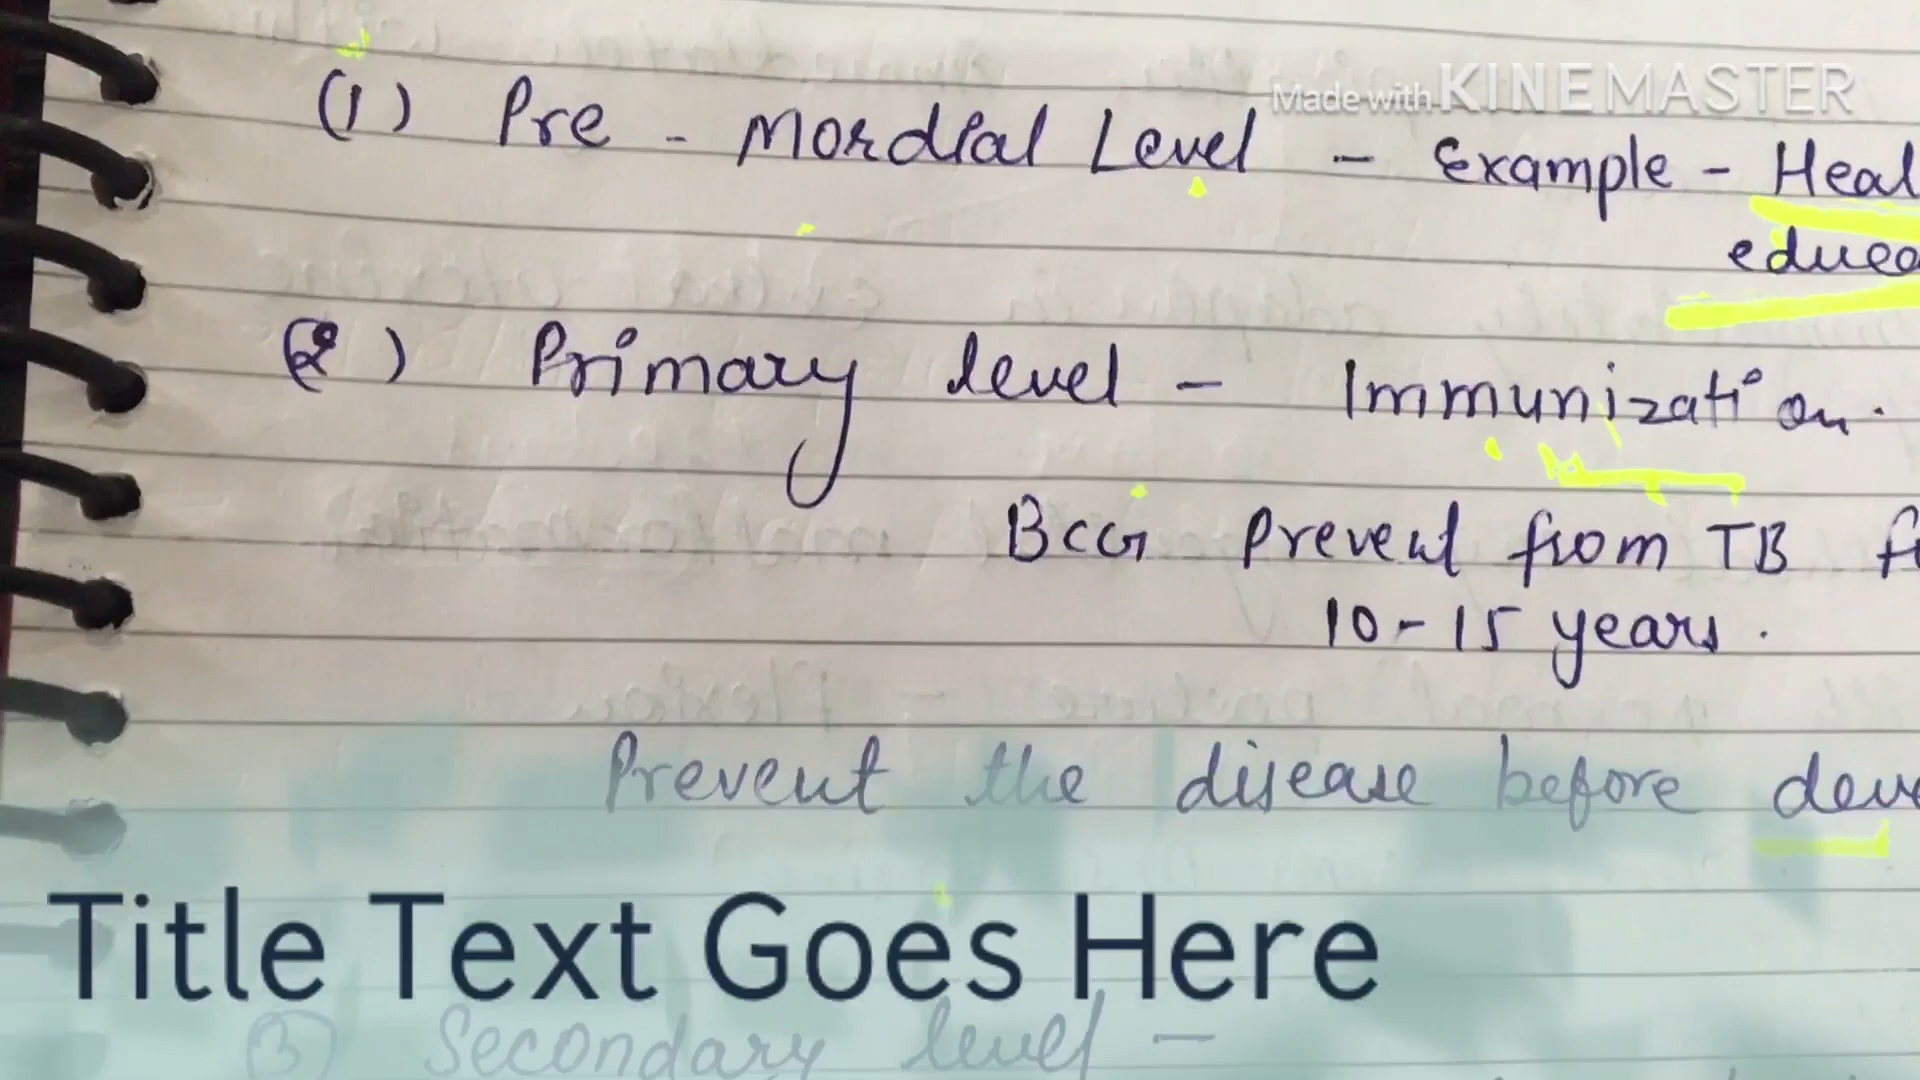 (1) Pre - Mordial Level - Example - Heal
Made with KINEMASTER
educa
(2) Primary level - Immunization.
BCG Prevent from TB f
10-15 years.
Prevent the disease before deve
Title Text Goes Here
(3) Secondary level -